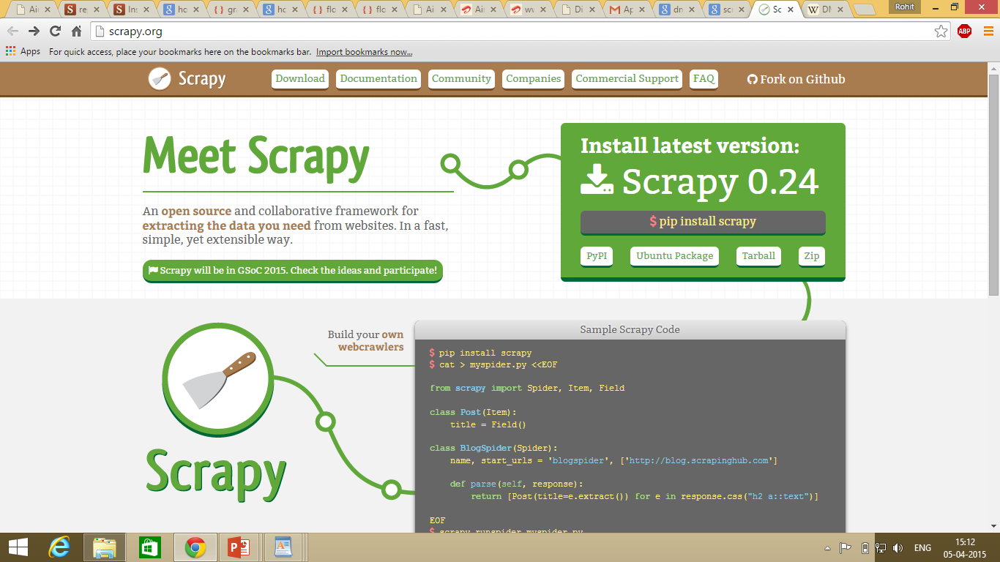 Ai
re
Ins
ho
gr
ho
flo
flo
Ai
Air
ww
Di
Ap
dn
scr
Sc
DM
Rohit
scrapy.org
ABP
Apps For quick access, place your bookmarks here on the bookmarks bar. Import bookmarks now...
Scrapy
Download
Documentation
Community
Companies
Commercial Support
FAQ
Fork on Github
Meet Scrapy
An open source and collaborative framework for
extracting the data you need from websites. In a fast,
simple, yet extensible way.
Scrapy will be in GSoC 2015. Check the ideas and participate!
Install latest version:
Scrapy 0.24
$ pip install scrapy
PyPI
Ubuntu Package
Tarball
Zip
Build your own
webcrawlers
Scrapy
Sample Scrapy Code
$ pip install scrapy
$ cat > myspider.py <<EOF
from scrapy import Spider, Item, Field
class Post(Item):
title = Field()
class BlogSpider(Spider):
name, start_urls = 'blogspider', ['http://blog.scrapinghub.com']
def parse(self, response):
return [Post(title=e.extract()) for e in response.css("h2 a::text")]
EOF
$ scrapy runspider myspider.py
ENG
15:12
05-04-2015